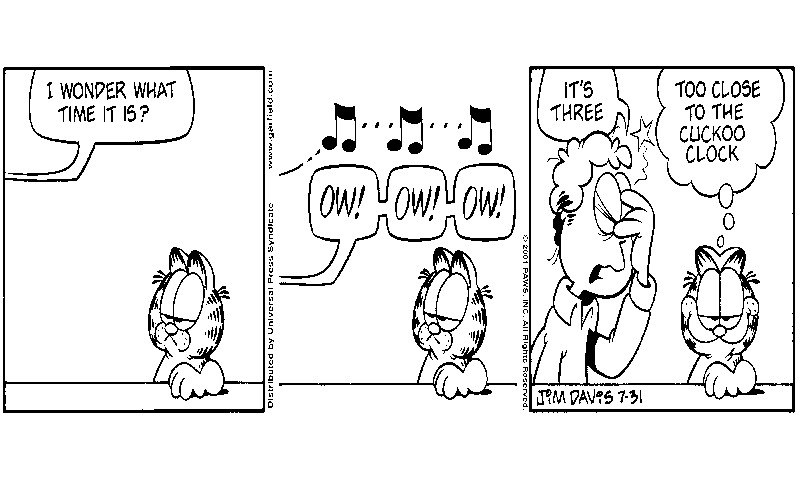 I WONDER WHAT
TIME IT IS?
www.garfield.com
Distributed by Universal Press Syndicate
OW! OW! OW!
© 2001 PAWS, INC. All Rights Reserved.
IT'S
THREE
TOO CLOSE
TO THE
CUCKOO
CLOCK
JIM DAVIS 7-31